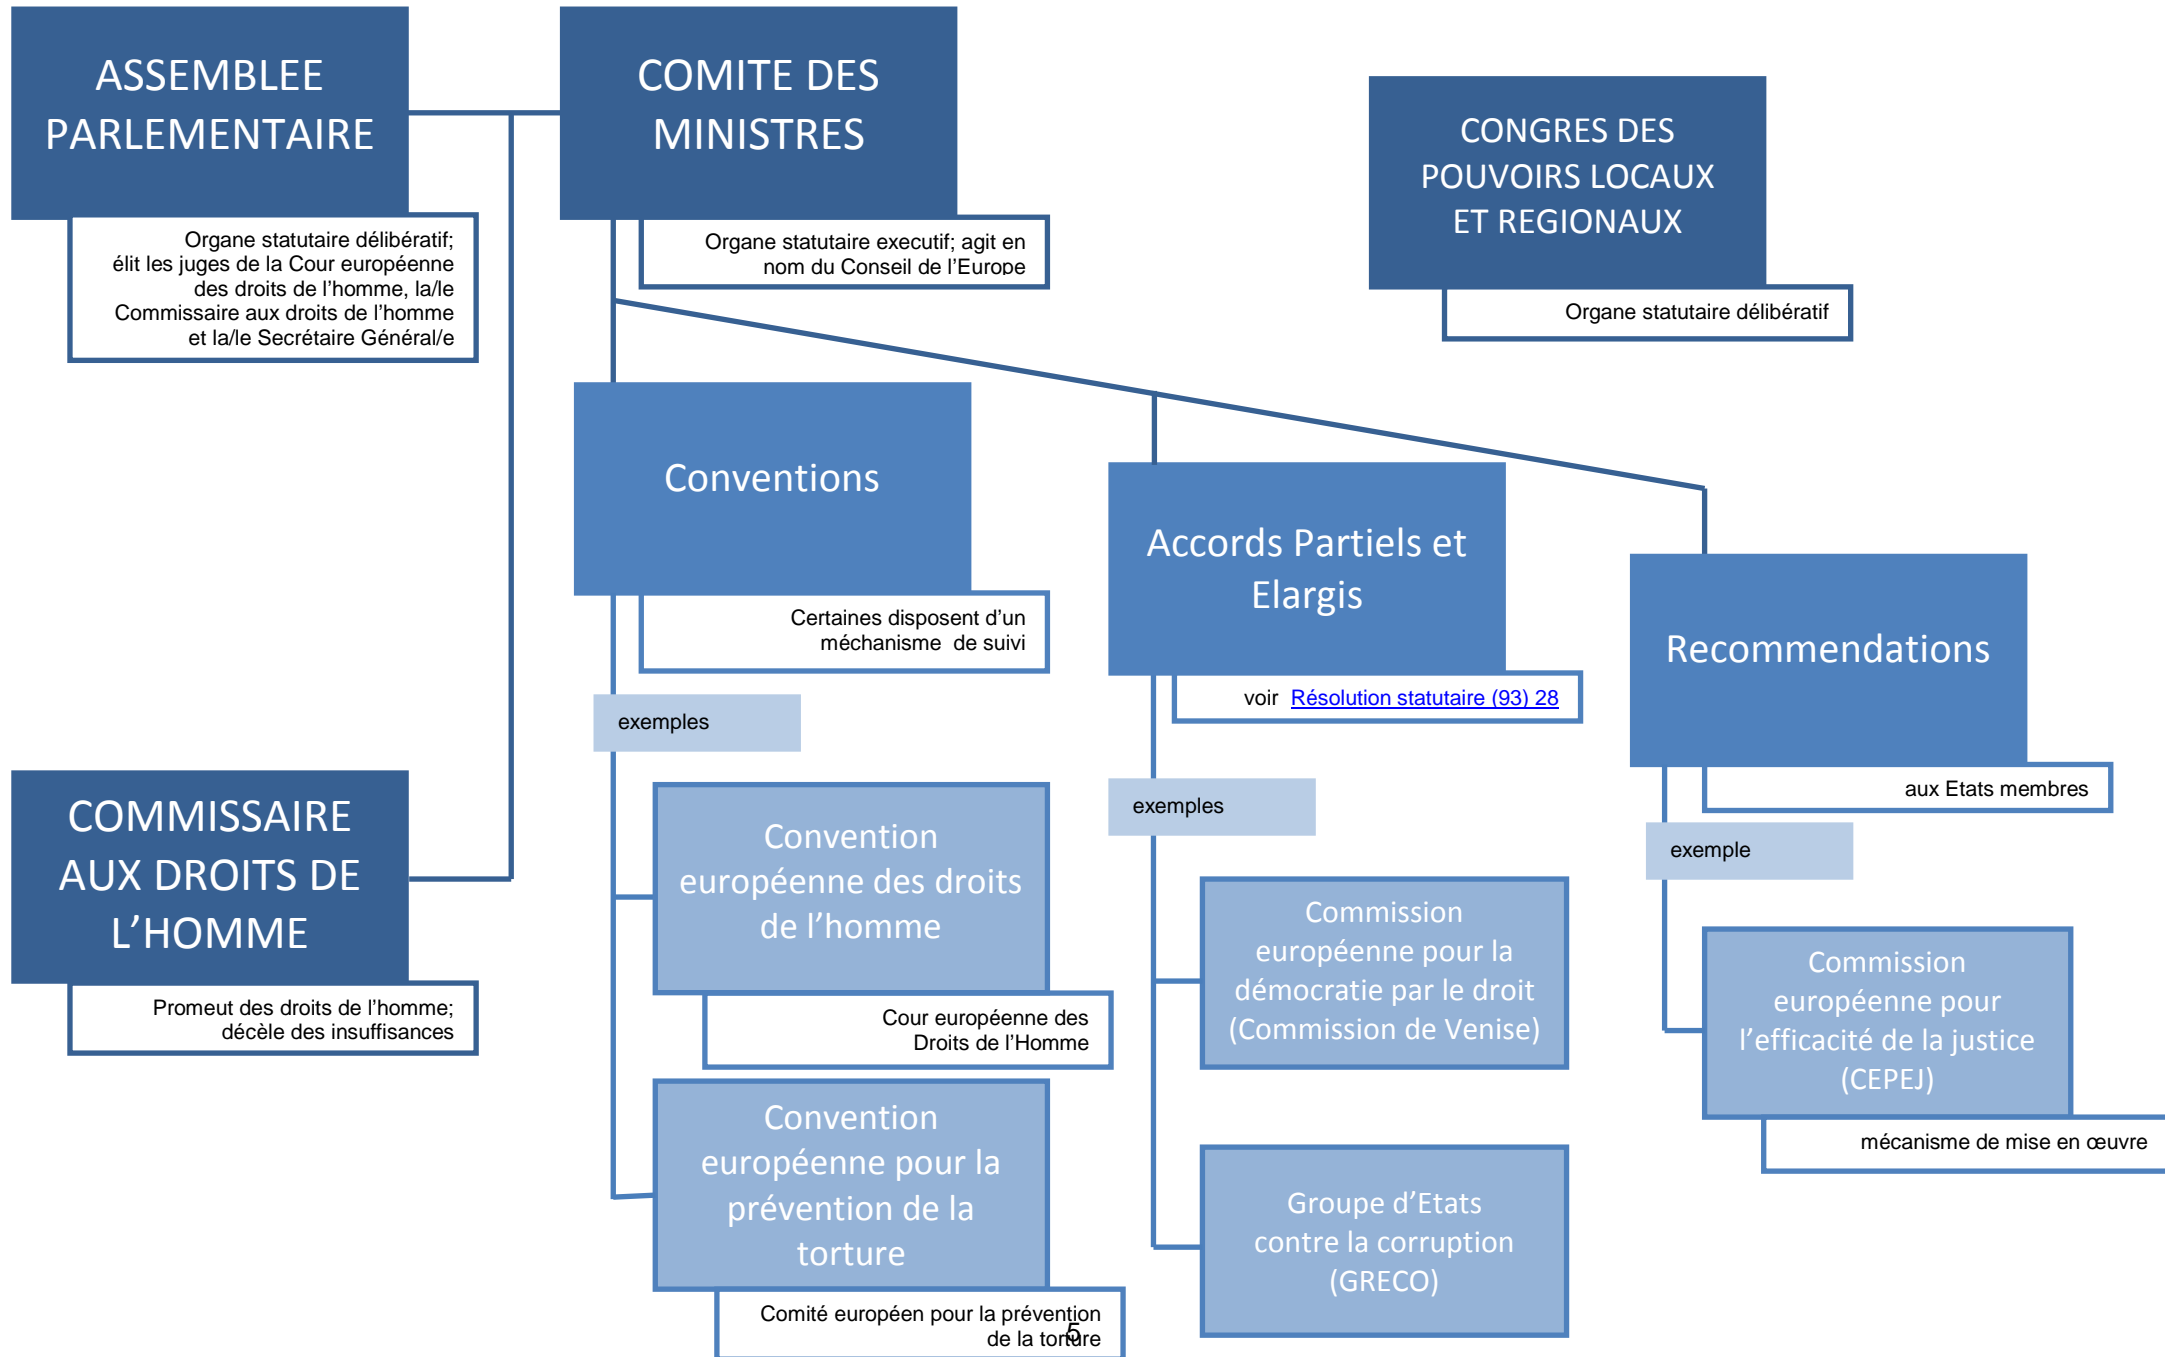 ASSEMBLEE
PARLEMENTAIRE
Organe statutaire délibératif;
élit les juges de la Cour européenne
des droits de l'homme, la/le
Commissaire aux droits de l'homme
et la/le Secrétaire Général/e
COMITE DES
MINISTRES
Organe statutaire executif; agit en
nom du Conseil de l'Europe
CONGRES DES
POUVOIRS LOCAUX
ET REGIONAUX
Organe statutaire délibératif
Conventions
Certaines disposent d'un
méchanisme de suivi
exemples
Convention
européenne des droits
de l'homme
Cour européenne des
Droits de l'Homme
Convention
européenne pour la
prévention de la
torture
Comité européen pour la prévention
de la torture
Accords Partiels et
Elargis
voir Résolution statutaire (93) 28
exemples
Commission
européenne pour la
démocratie par le droit
(Commission de Venise)
Groupe d'Etats
contre la corruption
(GRECO)
Recommendations
aux Etats membres
exemple
Commission
européenne pour
l'efficacité de la justice
(CEPEJ)
mécanisme de mise en œuvre
COMMISSAIRE
AUX DROITS DE
L'HOMME
Promeut des droits de l'homme;
décèle des insuffisances
5